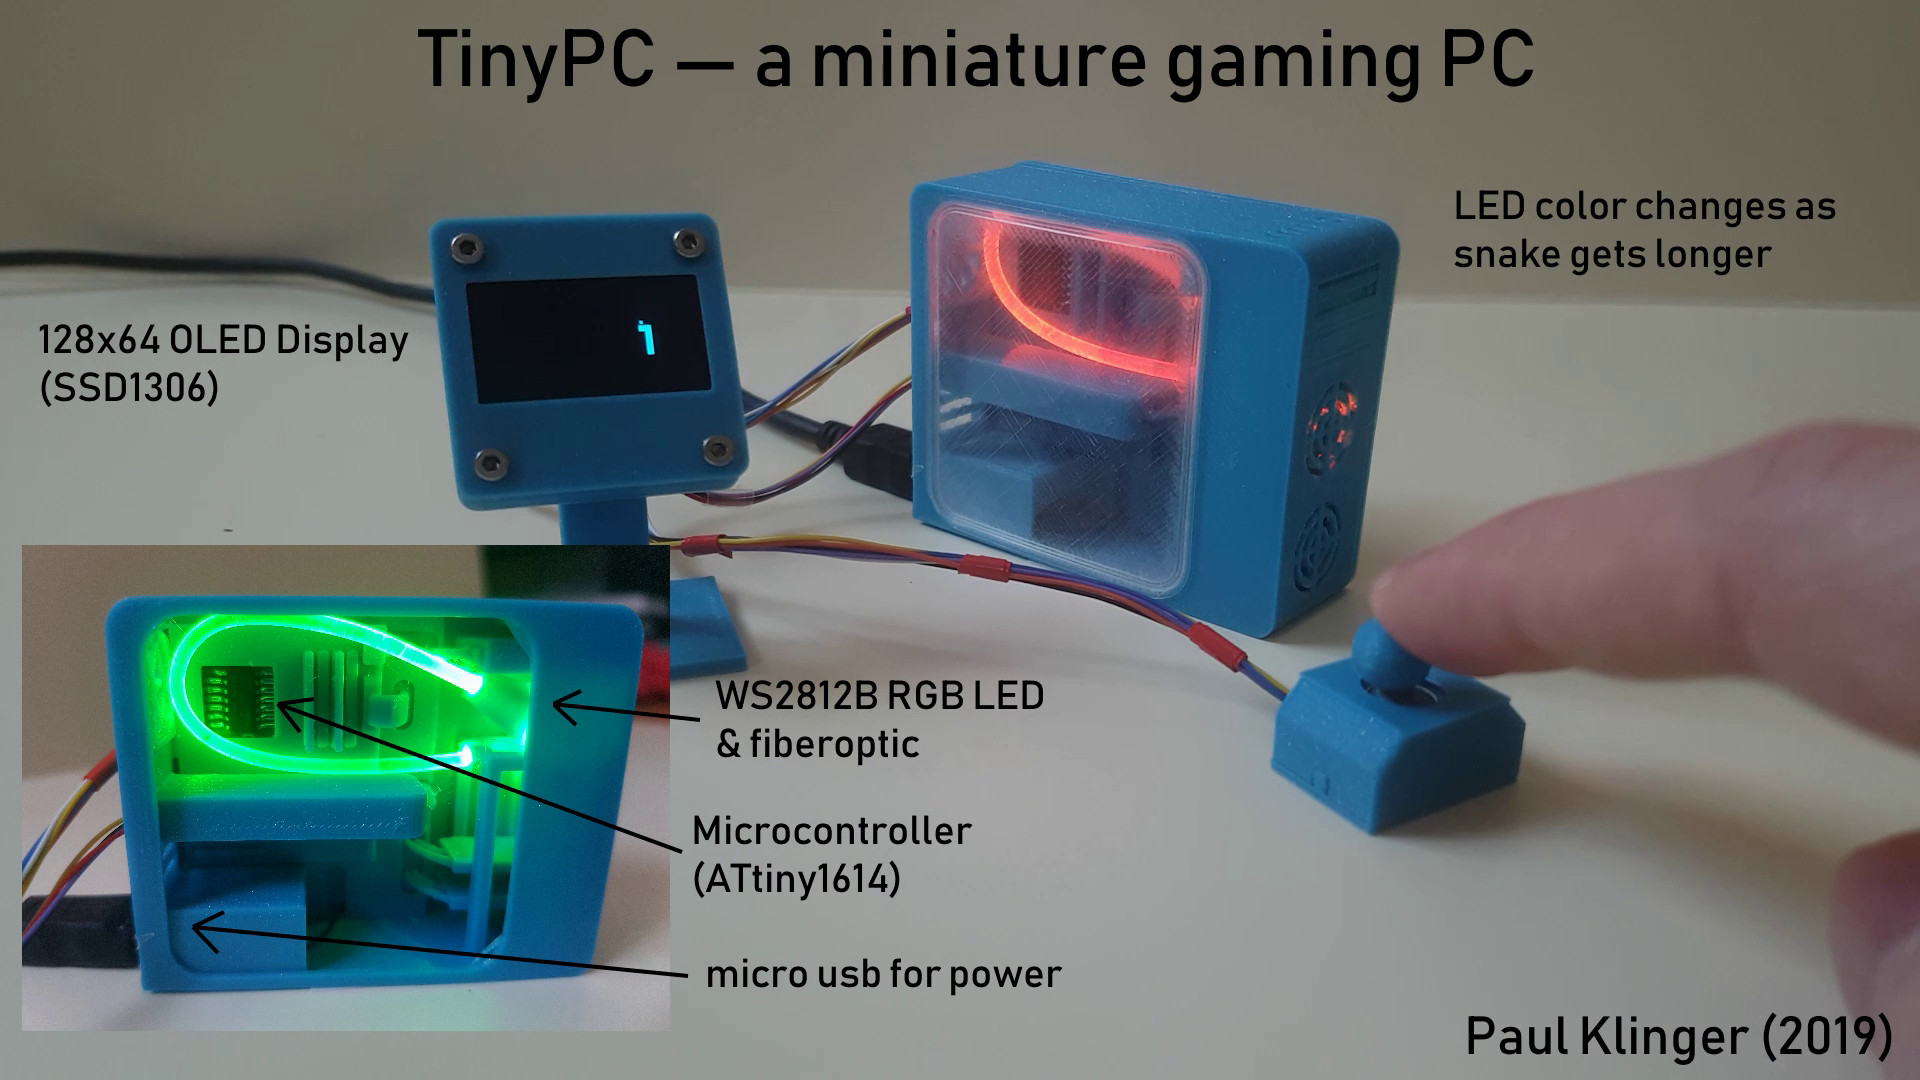 TinyPC — a miniature gaming PC
LED color changes as
snake gets longer
128x64 OLED Display
(SSD1306)
WS2812B RGB LED
& fiberoptic
Microcontroller
(ATtiny1614)
micro usb for power
Paul Klinger (2019)